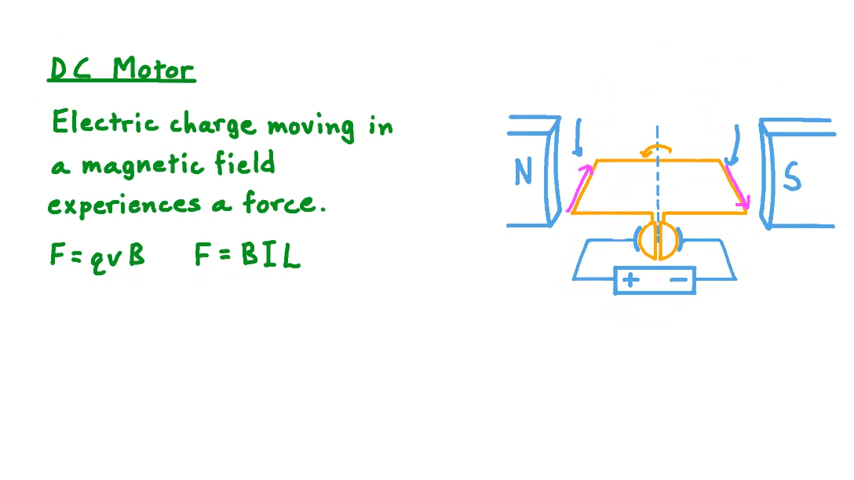 DC Motor
Electric charge moving in
a magnetic field
experiences a force.
F = qvB F = BIL
N S
+ −